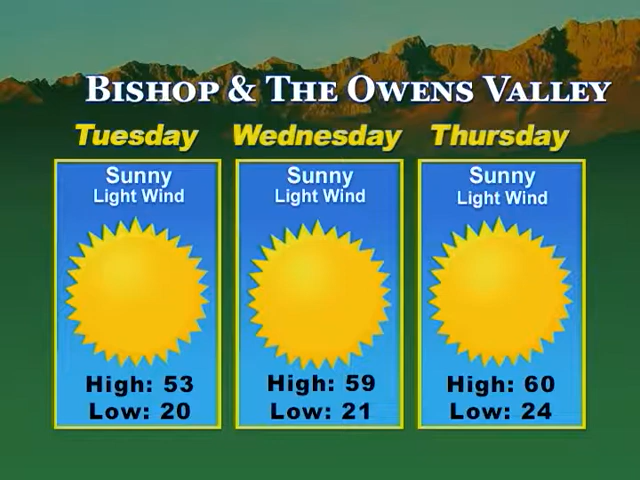 Bishop & The Owens Valley
Tuesday Wednesday Thursday
Sunny Sunny Sunny
Light Wind Light Wind Light Wind
High: 53 High: 59 High: 60
Low: 20 Low: 21 Low: 24